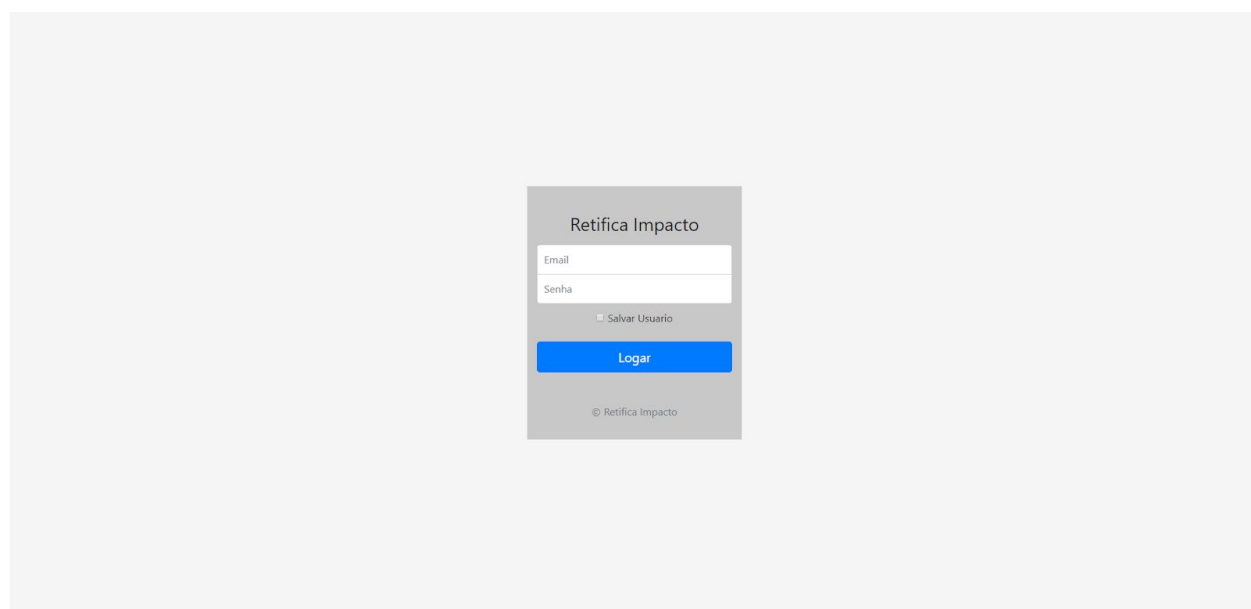 Retifica Impacto
Email
Senha
Salvar Usuario
Logar
© Retifica Impacto